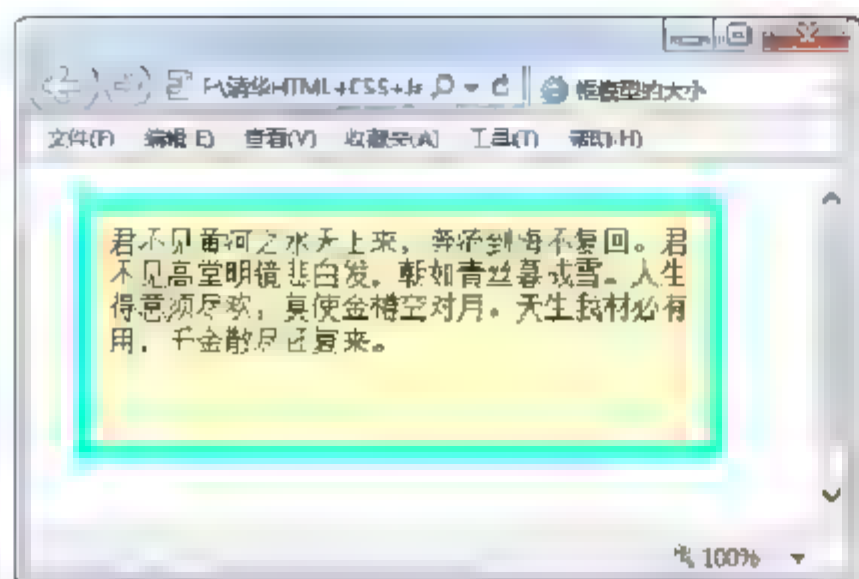 F:\清华HTML+CSS+Js 框模型的大小
文件(F) 编辑(E) 查看(V) 收藏夹(A) 工具(T) 帮助(H)
君不见黄河之水天上来，奔流到海不复回。君
不见高堂明镜悲白发，朝如青丝暮成雪。人生
得意须尽欢，莫使金樽空对月。天生我材必有
用，千金散尽还复来。
100%